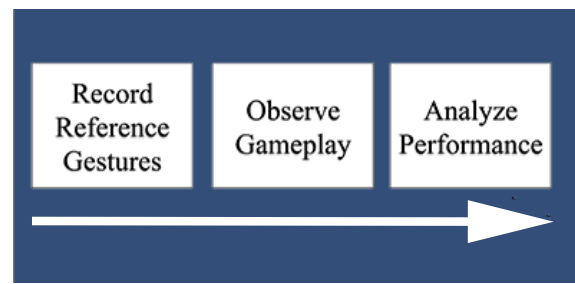 Record
Reference
Gestures
Observe
Gameplay
Analyze
Performance